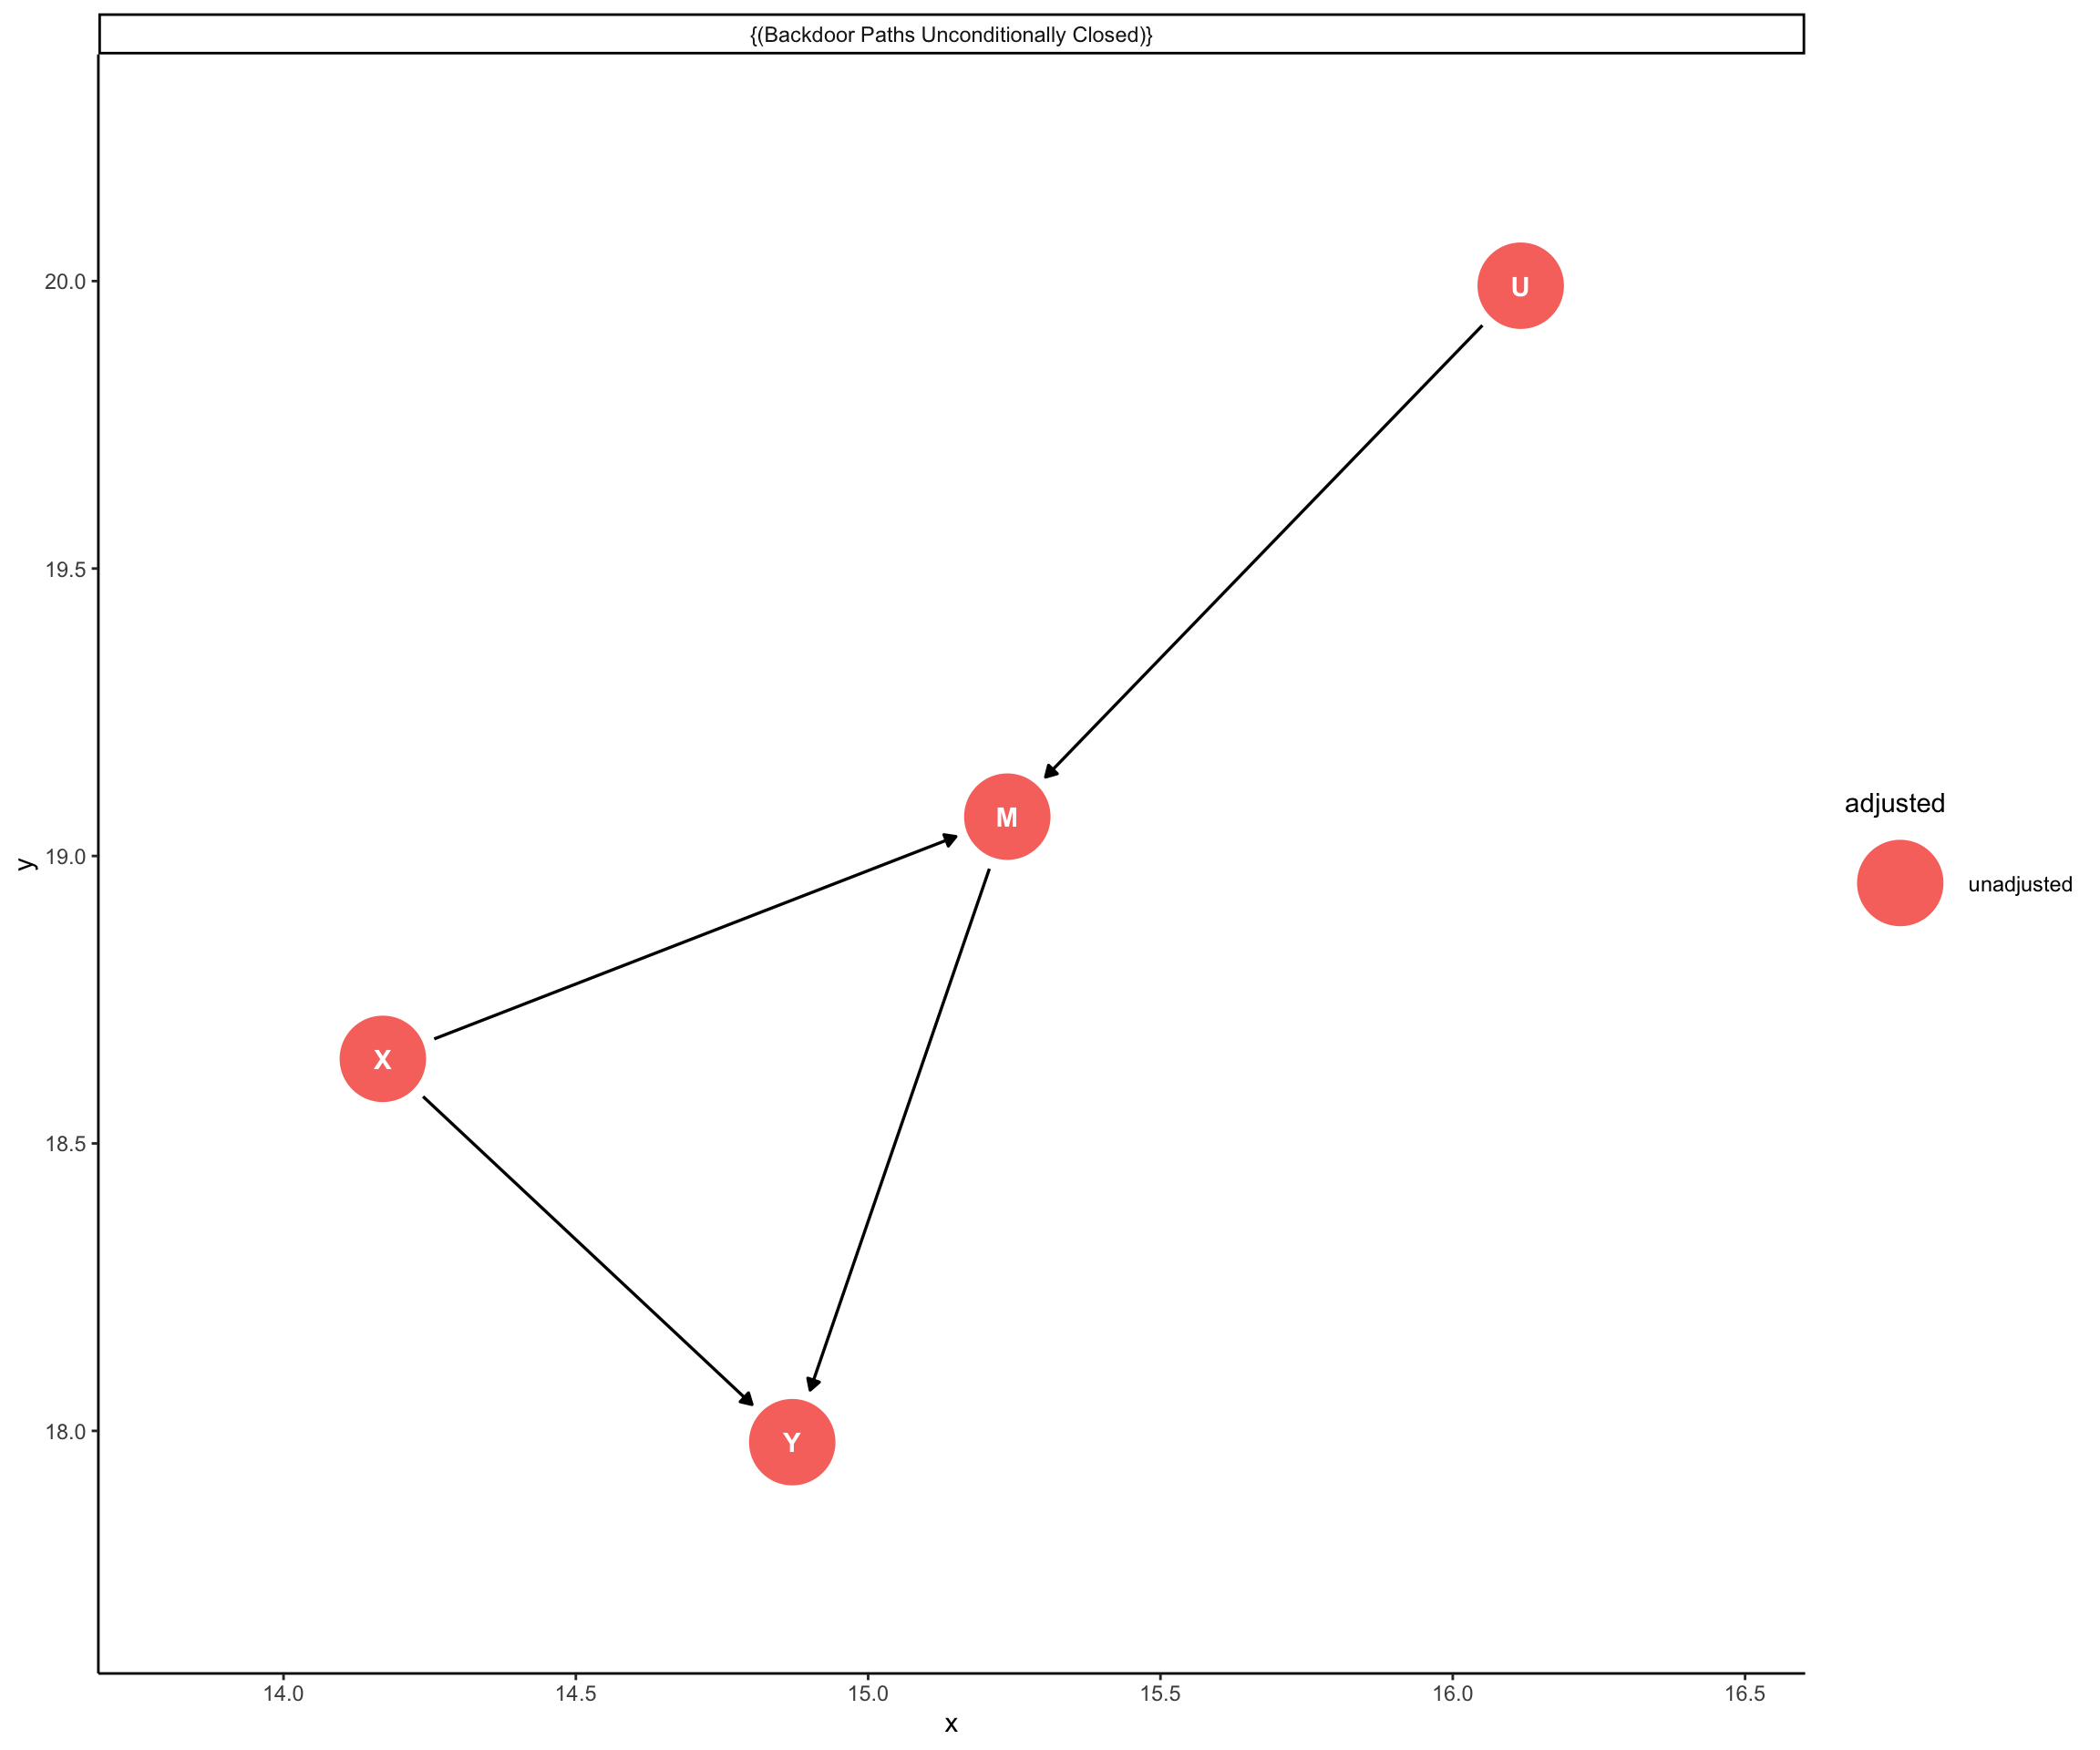 {(Backdoor Paths Unconditionally Closed)}
20.0
19.5
19.0
18.5
18.0
y
U
M
X
Y
14.0 14.5 15.0 15.5 16.0 16.5
x
adjusted
unadjusted